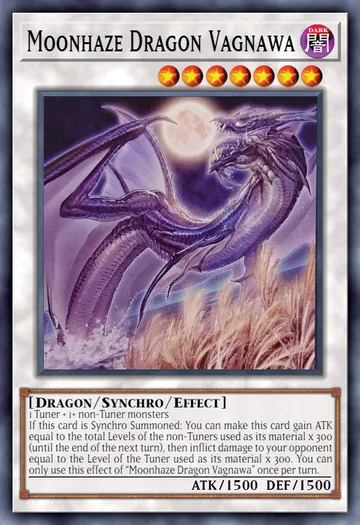 MOONHAZE DRAGON VAGNAWA
DARK
闇
[DRAGON/SYNCHRO/EFFECT]
1 Tuner + 1+ non-Tuner monsters
If this card is Synchro Summoned: You can make this card gain ATK
equal to the total Levels of the non-Tuners used as its material x 300
(until the end of the next turn), then inflict damage to your opponent
equal to the Level of the Tuner used as its material x 300. You can
only use this effect of "Moonhaze Dragon Vagnawa" once per turn.
ATK/1500 DEF/1500